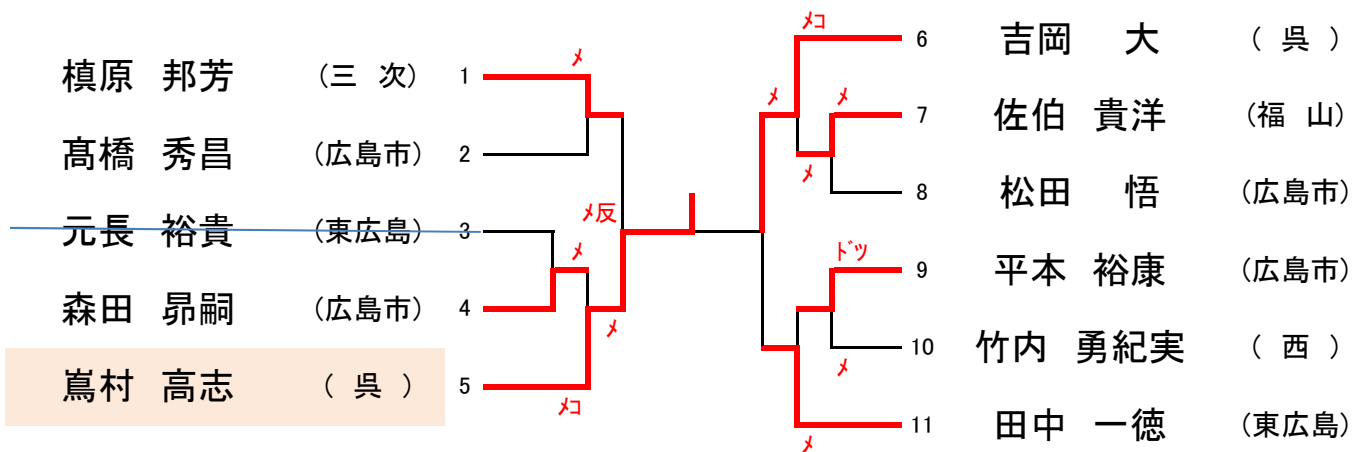 槙原 邦芳 (三 次) 1
髙橋 秀昌 (広島市) 2
元長 裕貴 (東広島) 3
森田 昴嗣 (広島市) 4
嶌村 高志 ( 呉 ) 5
メ
メ反
メ
メ
メコ
メコ
メ
メ
メ
ドツ
メ
メ
6 吉岡 大 ( 呉 )
7 佐伯 貴洋 (福 山)
8 松田 悟 (広島市)
9 平本 裕康 (広島市)
10 竹内 勇紀実 ( 西 )
11 田中 一徳 (東広島)